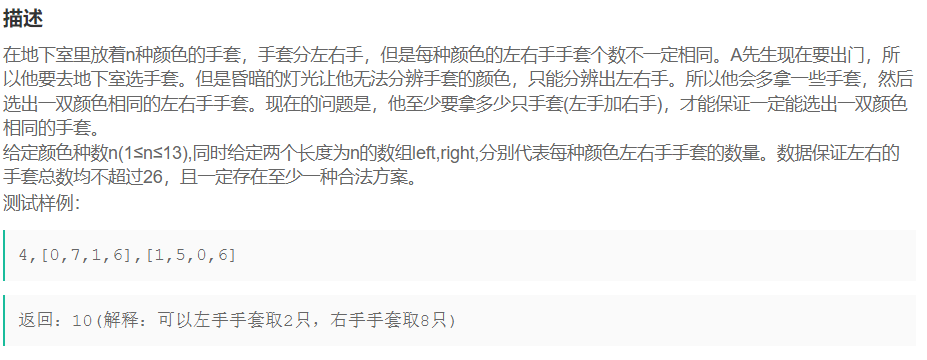 描述
在地下室里放着n种颜色的手套，手套分左右手，但是每种颜色的左右手手套个数不一定相同。A先生现在要出门，所
以他要去地下室选手套。但是昏暗的灯光让他无法分辨手套的颜色，只能分辨出左右手。所以他会多拿一些手套，然后
选出一双颜色相同的左右手手套。现在的问题是，他至少要拿多少只手套(左手加右手)，才能保证一定能选出一双颜色
相同的手套。
给定颜色种数n(1≤n≤13),同时给定两个长度为n的数组left,right,分别代表每种颜色左右手手套的数量。数据保证左右的
手套总数均不超过26，且一定存在至少一种合法方案。
测试样例：
4,[0,7,1,6],[1,5,0,6]
返回：10(解释：可以左手手套取2只，右手手套取8只)